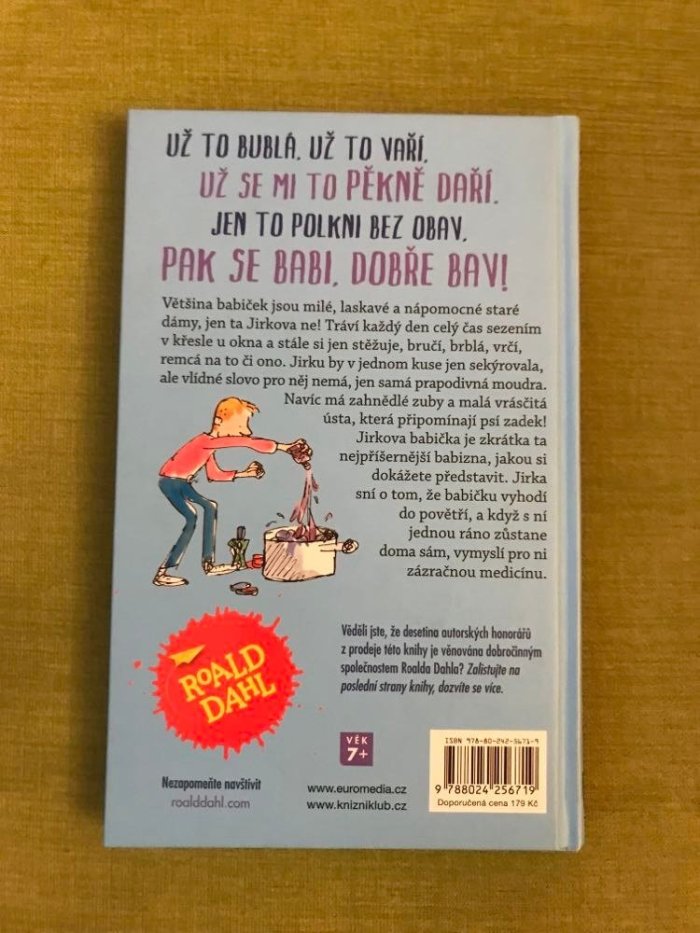 UŽ TO BUBLÁ, UŽ TO VAŘÍ,
UŽ SE MI TO PĚKNĚ DAŘÍ.
JEN TO POLKNI BEZ OBAV,
PAK SE BABI, DOBŘE BAV!
Většina babiček jsou milé, laskavé a nápomocné staré
dámy, jen ta Jirkova ne! Tráví každý den celý čas sezením
v křesle u okna a stále si jen stěžuje, bručí, brblá, vrčí,
remcá na to či ono. Jirku by v jednom kuse jen sekýrovala,
ale vlídné slovo pro něj nemá, jen samá prapodivná moudra.
Navíc má zahnědlé zuby a malá vrásčitá
ústa, která připomínají psí zadek!
Jirkova babička je zkrátka ta
nejpříšernější babizna, jakou si
dokážete představit. Jirka
sní o tom, že babičku vyhodí
do povětří, a když s ní
jednou ráno zůstane
doma sám, vymyslí pro ni
zázračnou medicínu.
ROALD
DAHL
Věděli jste, že desetina autorských honorářů
z prodeje této knihy je věnována dobročinným
společnostem Roalda Dahla? Zalistujte na
poslední strany knihy, dozvíte se více.
VĚK
7+
Nezapomeňte navštívit
roalddahl.com
www.euromedia.cz
www.knizniklub.cz
ISBN 978-80-242-5671-9
9 788024 256719
Doporučená cena 179 Kč